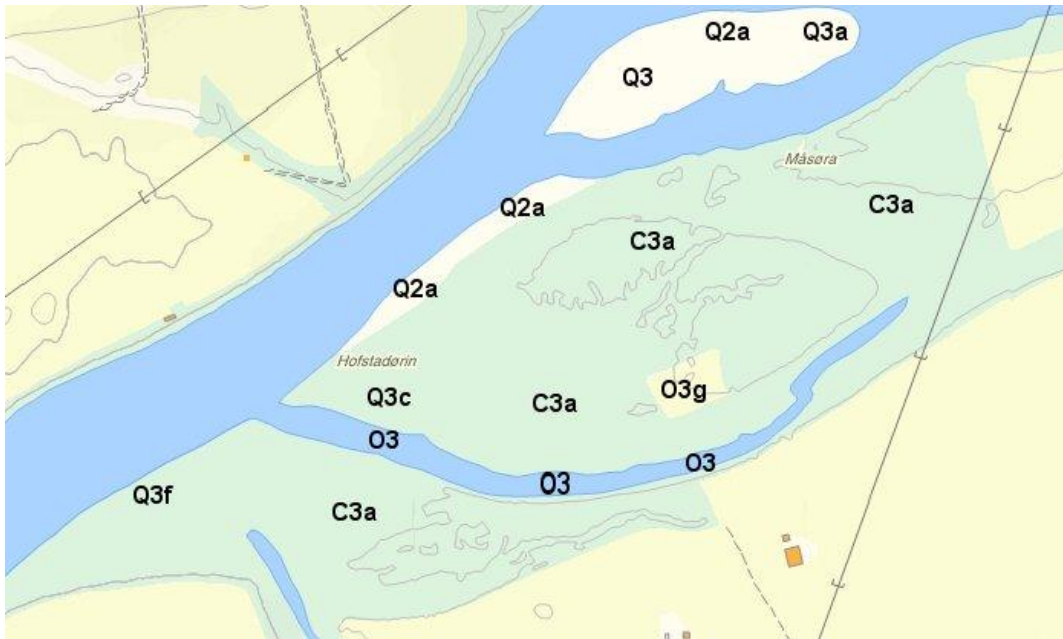 Q2a
Q3a
Q3
Måsøra
Q2a
C3a
C3a
Q2a
Hofstadørin
Q3c
C3a
O3g
O3
O3
O3
Q3f
C3a